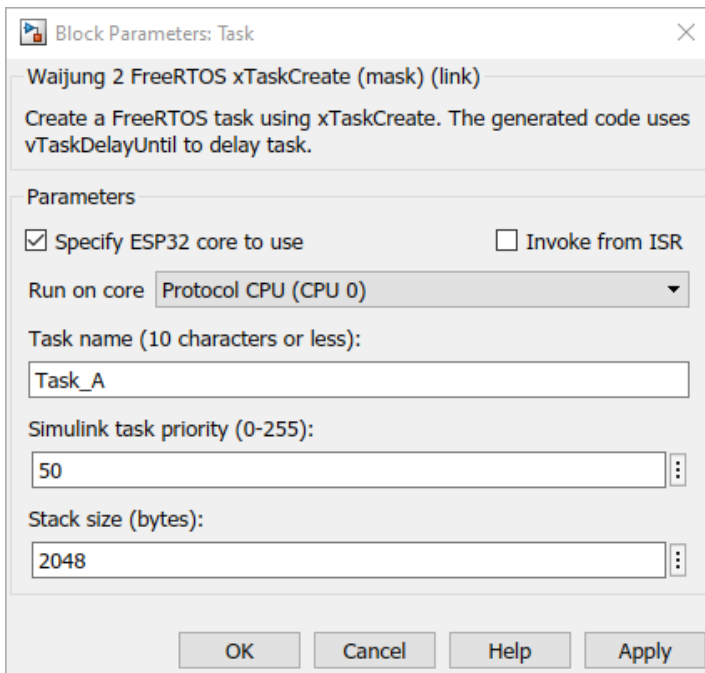 Block Parameters: Task
Waijung 2 FreeRTOS xTaskCreate (mask) (link)
Create a FreeRTOS task using xTaskCreate. The generated code uses
vTaskDelayUntil to delay task.
Parameters
Specify ESP32 core to use
Invoke from ISR
Run on core Protocol CPU (CPU 0)
Task name (10 characters or less):
Task_A
Simulink task priority (0-255):
50
Stack size (bytes):
2048
OK Cancel Help Apply